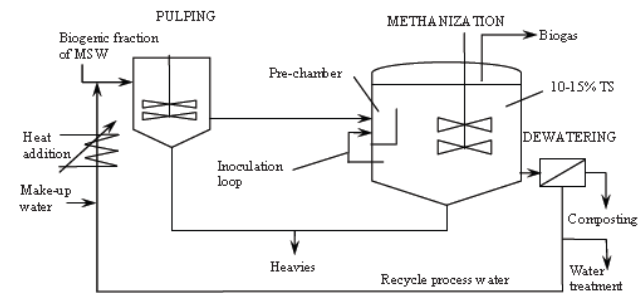 PULPING
METHANIZATION
Biogenic fraction
of MSW
Biogas
Pre-chamber
10-15% TS
Heat
addition
DEWATERING
Inoculation
loop
Make-up
water
Composting
Heavies
Recycle process water
Water
treatment